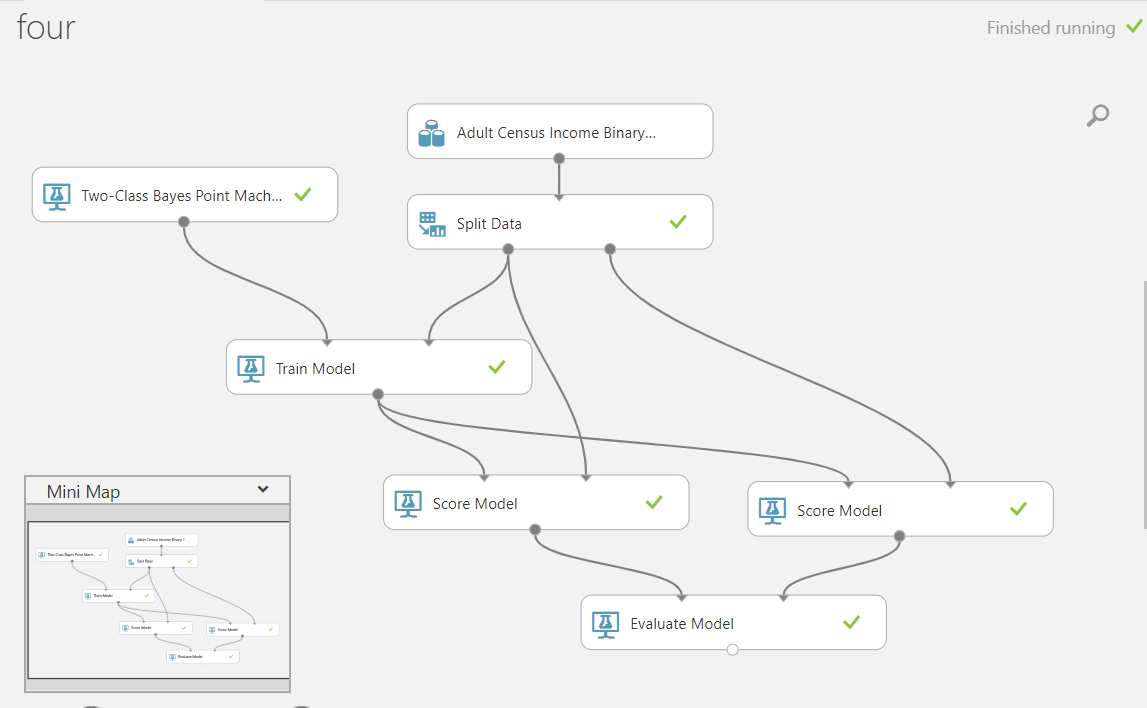 four
Finished running
Adult Census Income Binary...
Two-Class Bayes Point Mach...
Split Data
Train Model
Score Model
Score Model
Evaluate Model
Mini Map
Adult Census Income Binary...
Two-Class Bayes Point Mach...
Split Data
Train Model
Score Model
Score Model
Evaluate Model